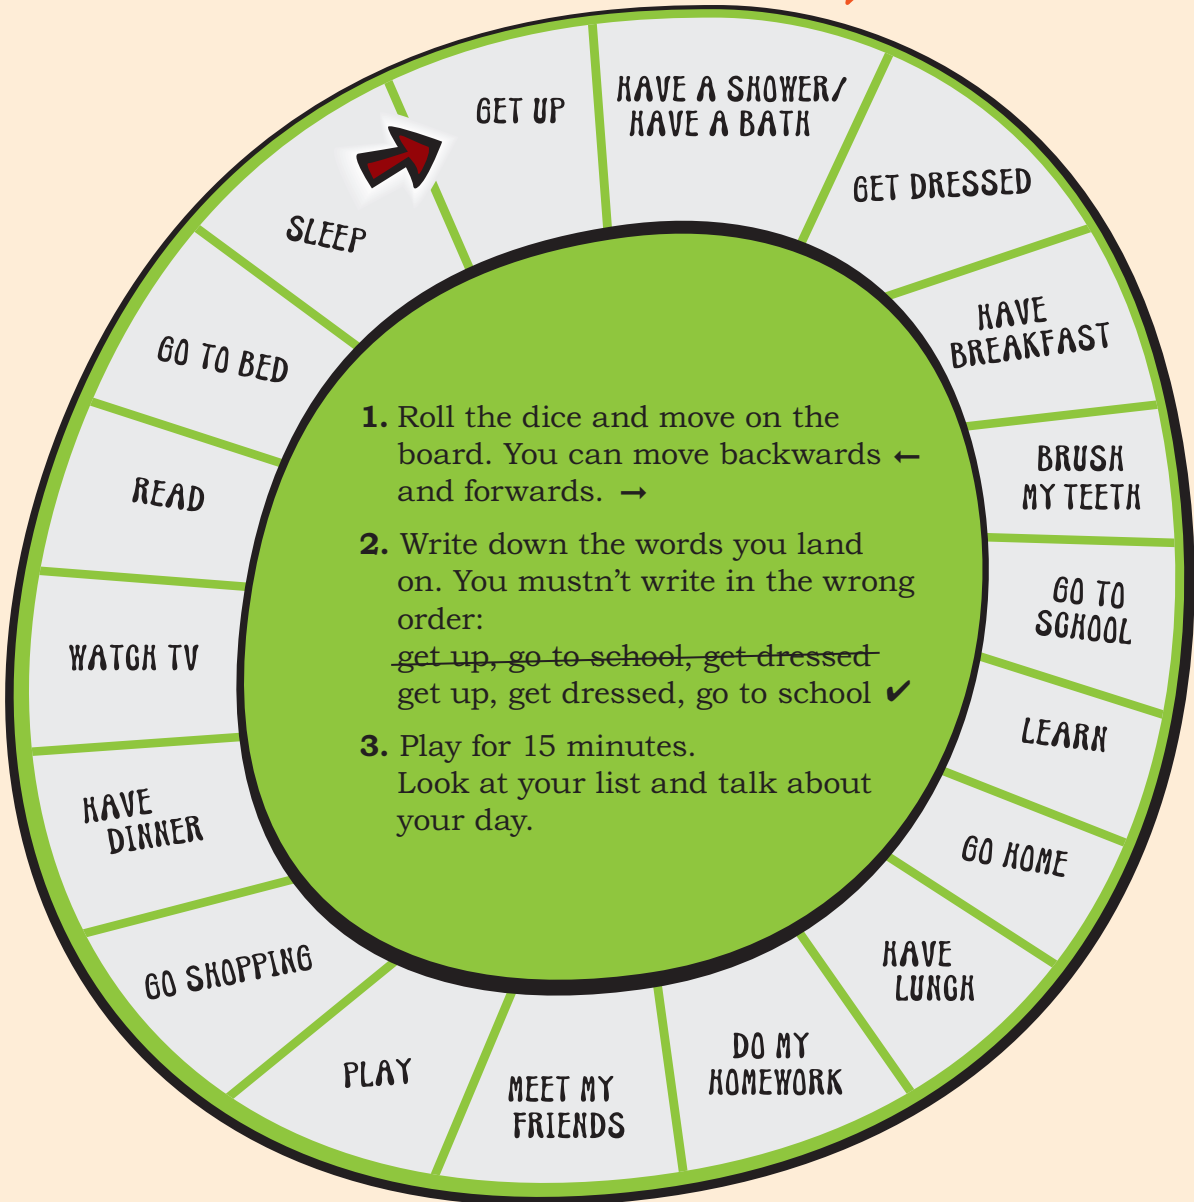 GET UP
HAVE A SHOWER/
HAVE A BATH
GET DRESSED
HAVE
BREAKFAST
BRUSH
MY TEETH
GO TO
SCHOOL
LEARN
GO HOME
HAVE
LUNCH
DO MY
HOMEWORK
MEET MY
FRIENDS
PLAY
GO SHOPPING
HAVE
DINNER
WATCH TV
READ
GO TO BED
SLEEP
1. Roll the dice and move on the
board. You can move backwards ←
and forwards. →
2. Write down the words you land
on. You mustn’t write in the wrong
order:
get up, go to school, get dressed
get up, get dressed, go to school ✔
3. Play for 15 minutes.
Look at your list and talk about
your day.